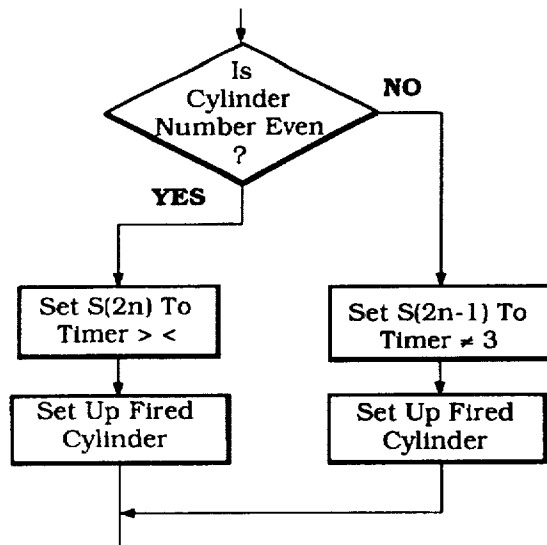 Is
Cylinder
Number Even
?
NO
YES
Set S(2n) To
Timer > <
Set S(2n-1) To
Timer ≠ 3
Set Up Fired
Cylinder
Set Up Fired
Cylinder